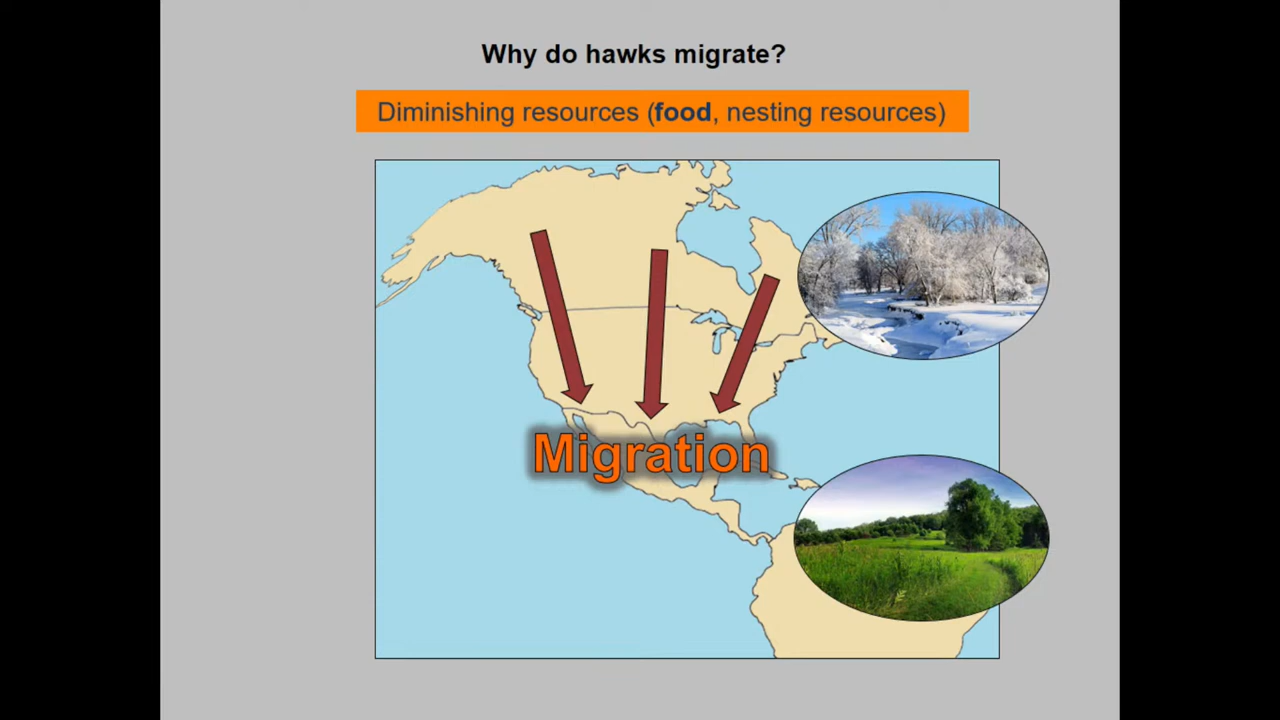 Why do hawks migrate?
Diminishing resources (food, nesting resources)
Migration